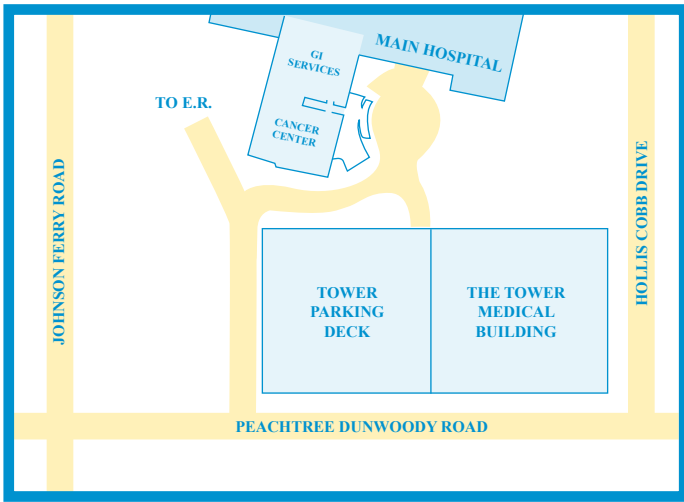 MAIN HOSPITAL
GI
SERVICES
TO E.R.
CANCER
CENTER
JOHNSON FERRY ROAD
HOLLIS COBB DRIVE
TOWER
PARKING
DECK
THE TOWER
MEDICAL
BUILDING
PEACHTREE DUNWOODY ROAD